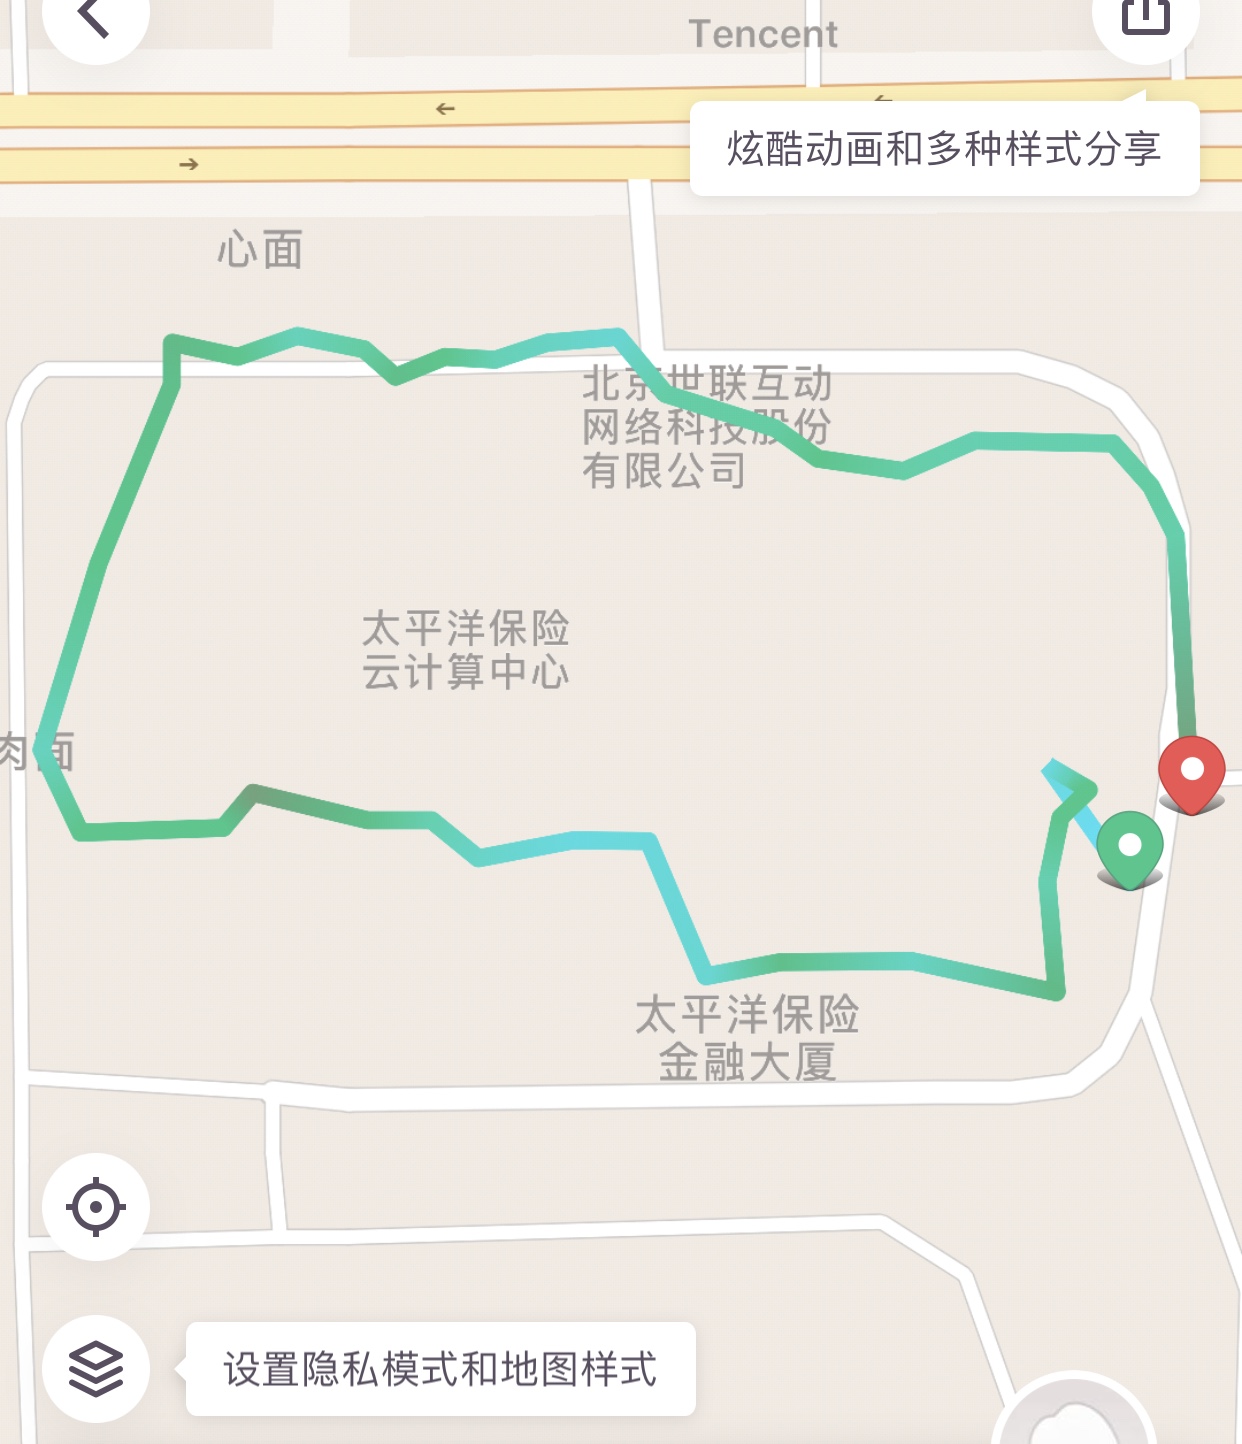 Tencent
炫酷动画和多种样式分享
心面
北京世联互动
网络科技股份
有限公司
太平洋保险
云计算中心
肉面
太平洋保险
金融大厦
设置隐私模式和地图样式